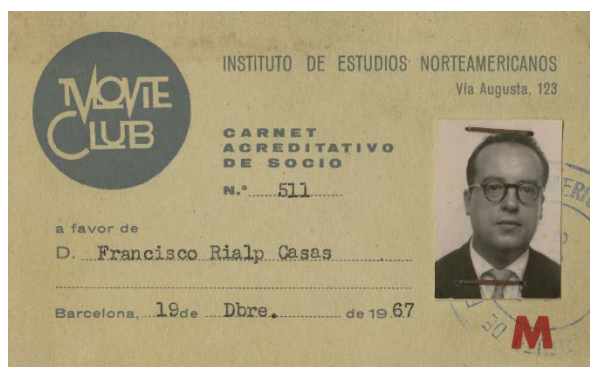 MOVIE
CLUB
INSTITUTO DE ESTUDIOS NORTEAMERICANOS
Vía Augusta, 123
CARNET
ACREDITATIVO
DE SOCIO
N.º 511
a favor de
D. Francisco Rialp Casas
Barcelona, 19 de Dbre. de 1967
M